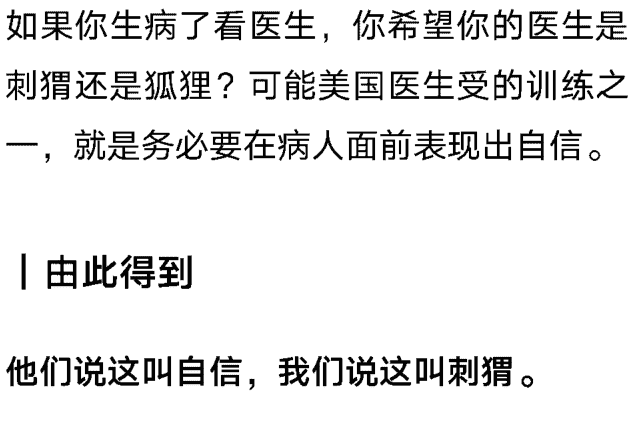 如果你生病了看医生，你希望你的医生是
刺猬还是狐狸？可能美国医生受的训练之
一，就是务必要在病人面前表现出自信。
｜由此得到
他们说这叫自信，我们说这叫刺猬。